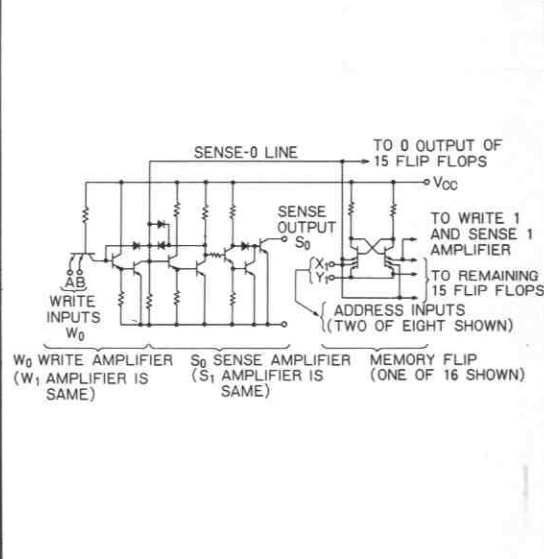 SENSE-0 LINE
TO 0 OUTPUT OF
15 FLIP FLOPS
VCC
SENSE
OUTPUT
S0
TO WRITE 1
AND SENSE 1
AMPLIFIER
X1
Y1
TO REMAINING
15 FLIP FLOPS
AB
WRITE
INPUTS
W0
ADDRESS INPUTS
(TWO OF EIGHT SHOWN)
W0 WRITE AMPLIFIER
(W1 AMPLIFIER IS
SAME)
S0 SENSE AMPLIFIER
(S1 AMPLIFIER IS
SAME)
MEMORY FLIP
(ONE OF 16 SHOWN)